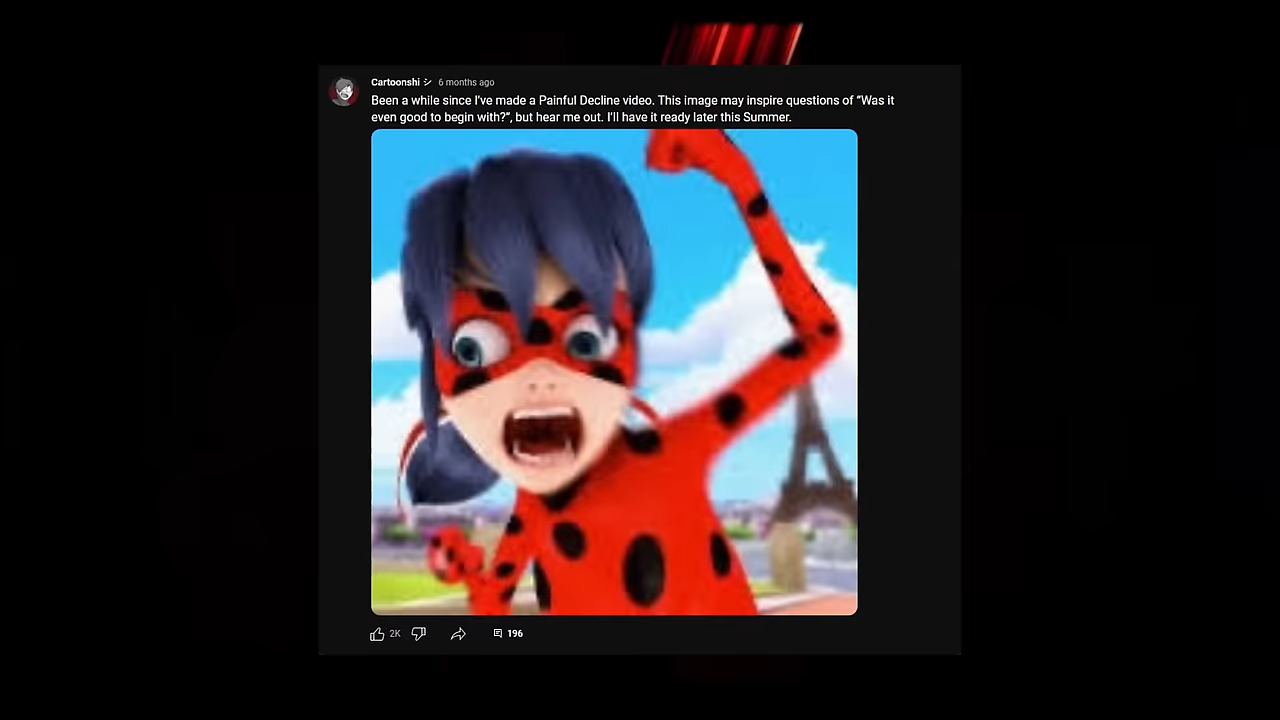 Cartoonshi シ 6 months ago
Been a while since I've made a Painful Decline video. This image may inspire questions of “Was it
even good to begin with?”, but hear me out. I'll have it ready later this Summer.
2K 196